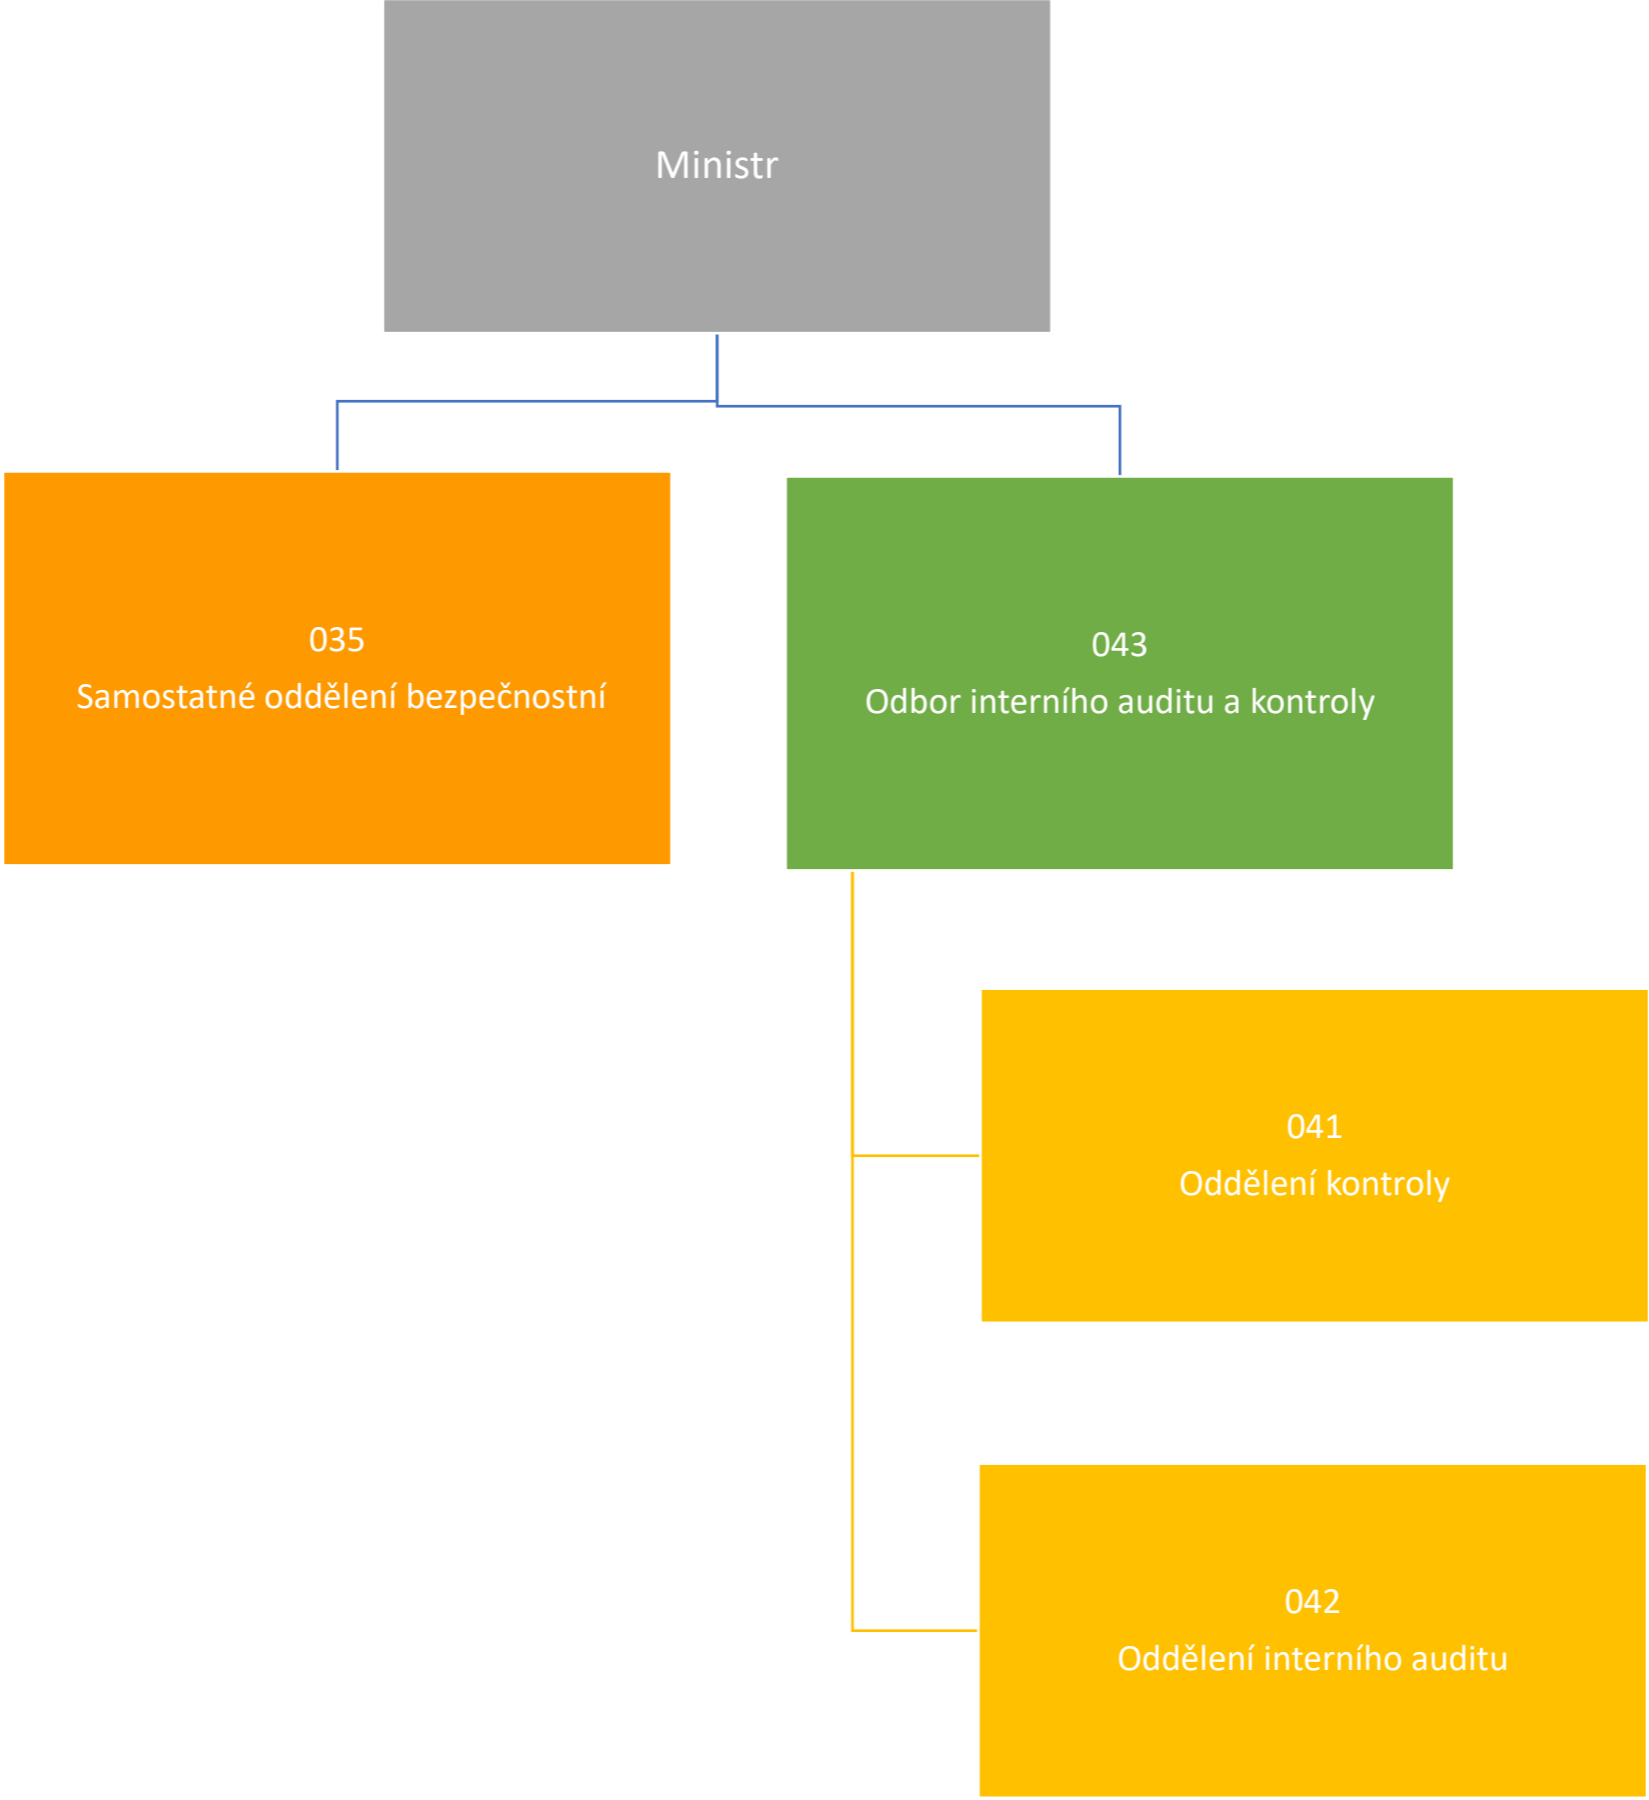 Ministr
035
Samostatné oddělení bezpečnostní
043
Odbor interního auditu a kontroly
041
Oddělení kontroly
042
Oddělení interního auditu